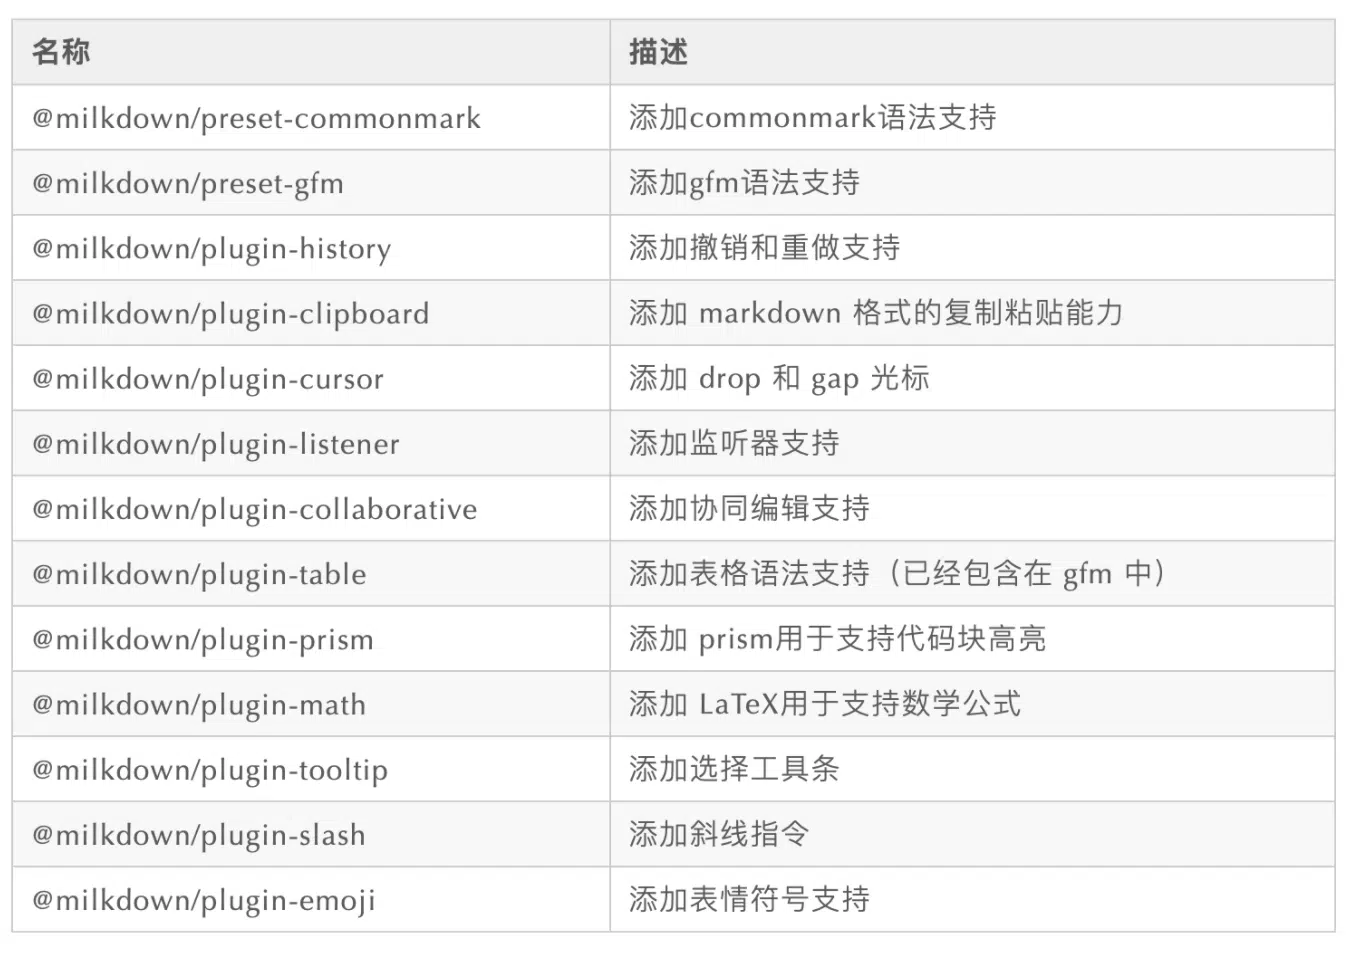 名称 描述
@milkdown/preset-commonmark 添加commonmark语法支持
@milkdown/preset-gfm 添加gfm语法支持
@milkdown/plugin-history 添加撤销和重做支持
@milkdown/plugin-clipboard 添加 markdown 格式的复制粘贴能力
@milkdown/plugin-cursor 添加 drop 和 gap 光标
@milkdown/plugin-listener 添加监听器支持
@milkdown/plugin-collaborative 添加协同编辑支持
@milkdown/plugin-table 添加表格语法支持（已经包含在 gfm 中）
@milkdown/plugin-prism 添加 prism用于支持代码块高亮
@milkdown/plugin-math 添加 LaTeX用于支持数学公式
@milkdown/plugin-tooltip 添加选择工具条
@milkdown/plugin-slash 添加斜线指令
@milkdown/plugin-emoji 添加表情符号支持